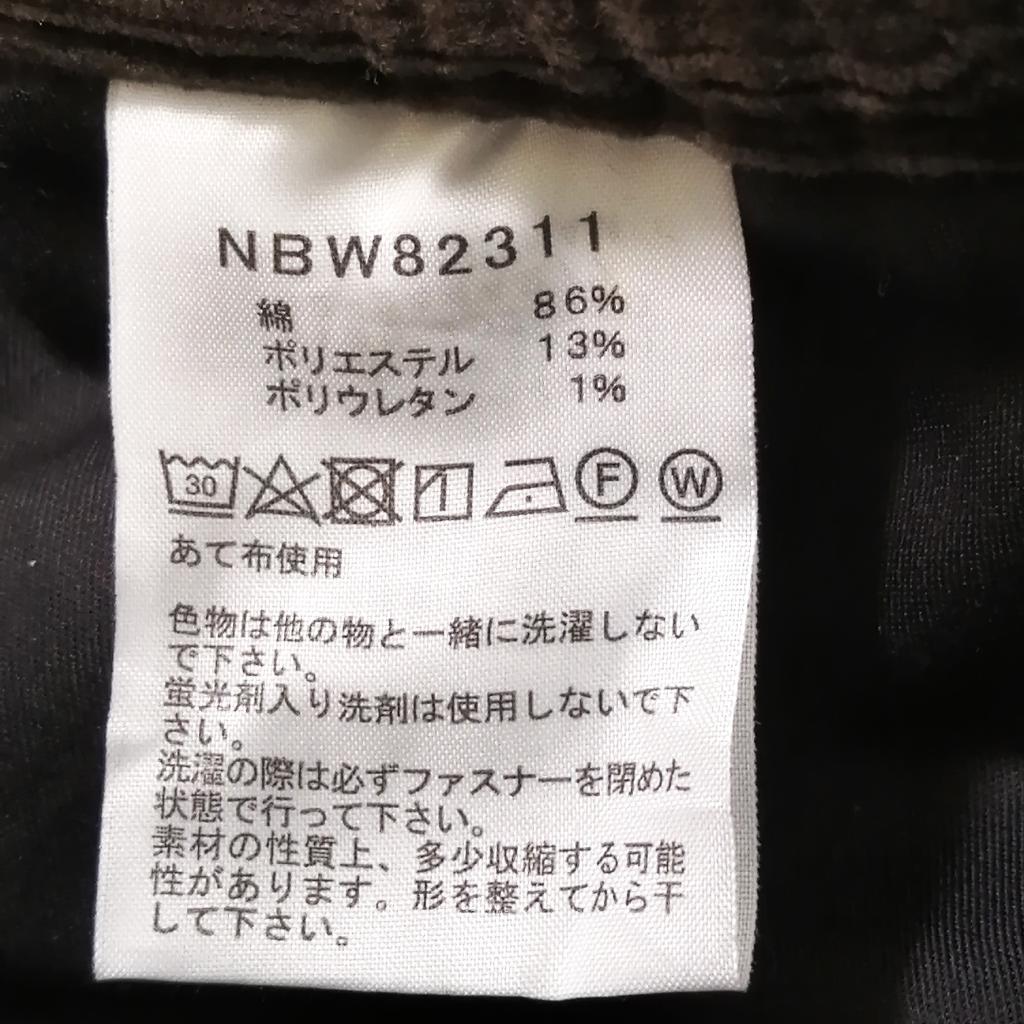 NBW82311
綿 86%
ポリエステル 13%
ポリウレタン 1%
30 F W
あて布使用
色物は他の物と一緒に洗濯しない
で下さい。
蛍光剤入り洗剤は使用しないで下
さい。
洗濯の際は必ずファスナーを閉めた
状態で行って下さい。
素材の性質上、多少収縮する可能
性があります。形を整えてから干
して下さい。